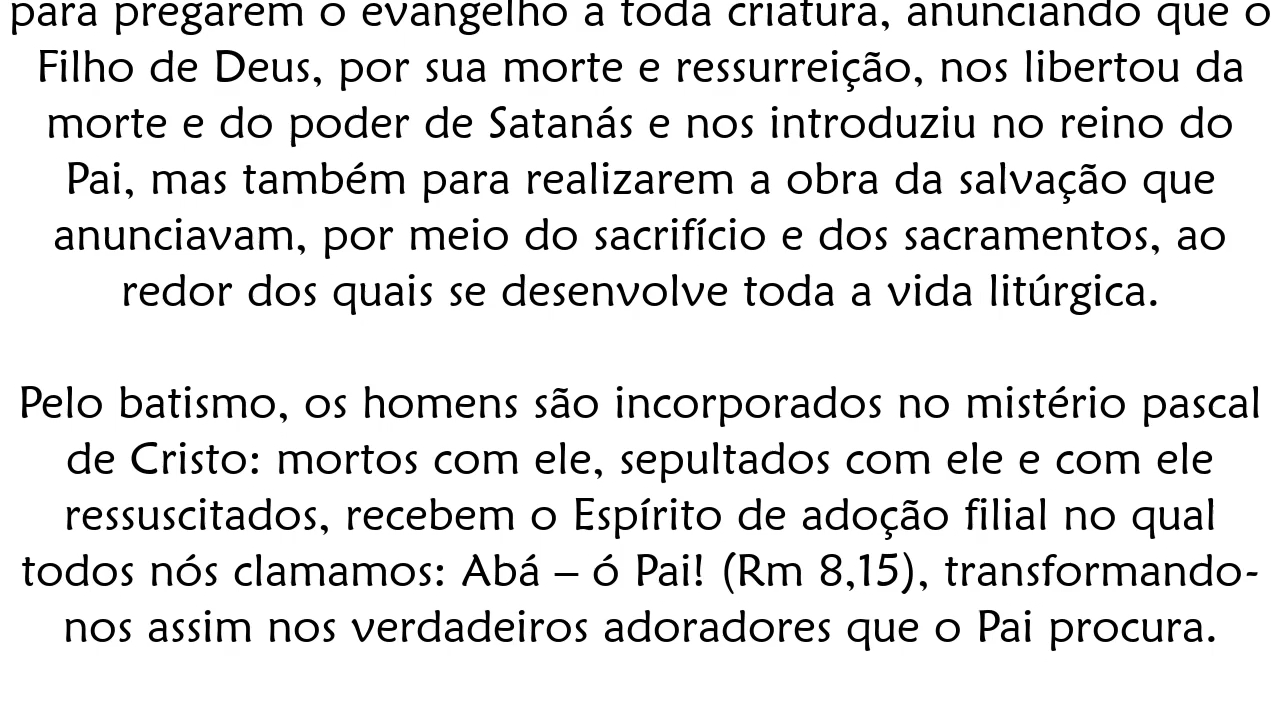 para pregarem o evangelho a toda criatura, anunciando que o
Filho de Deus, por sua morte e ressurreição, nos libertou da
morte e do poder de Satanás e nos introduziu no reino do
Pai, mas também para realizarem a obra da salvação que
anunciavam, por meio do sacrifício e dos sacramentos, ao
redor dos quais se desenvolve toda a vida litúrgica.
Pelo batismo, os homens são incorporados no mistério pascal
de Cristo: mortos com ele, sepultados com ele e com ele
ressuscitados, recebem o Espírito de adoção filial no qual
todos nós clamamos: Abá – ó Pai! (Rm 8,15), transformando-
nos assim nos verdadeiros adoradores que o Pai procura.